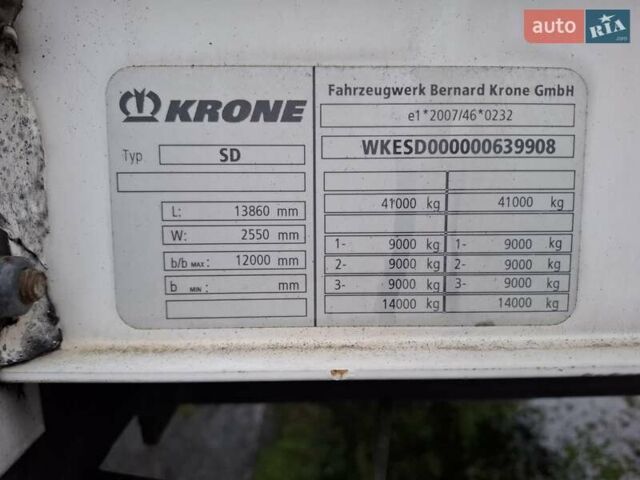 auto RIA.com
KRONE
Typ SD
L: 13860 mm
W: 2550 mm
b/b MAX: 12000 mm
b MIN: mm
Fahrzeugwerk Bernard Krone GmbH
e1*2007/46*0232
WKESD000000639908
41000 kg 41000 kg
1- 9000 kg 1- 9000 kg
2- 9000 kg 2- 9000 kg
3- 9000 kg 3- 9000 kg
14000 kg 14000 kg